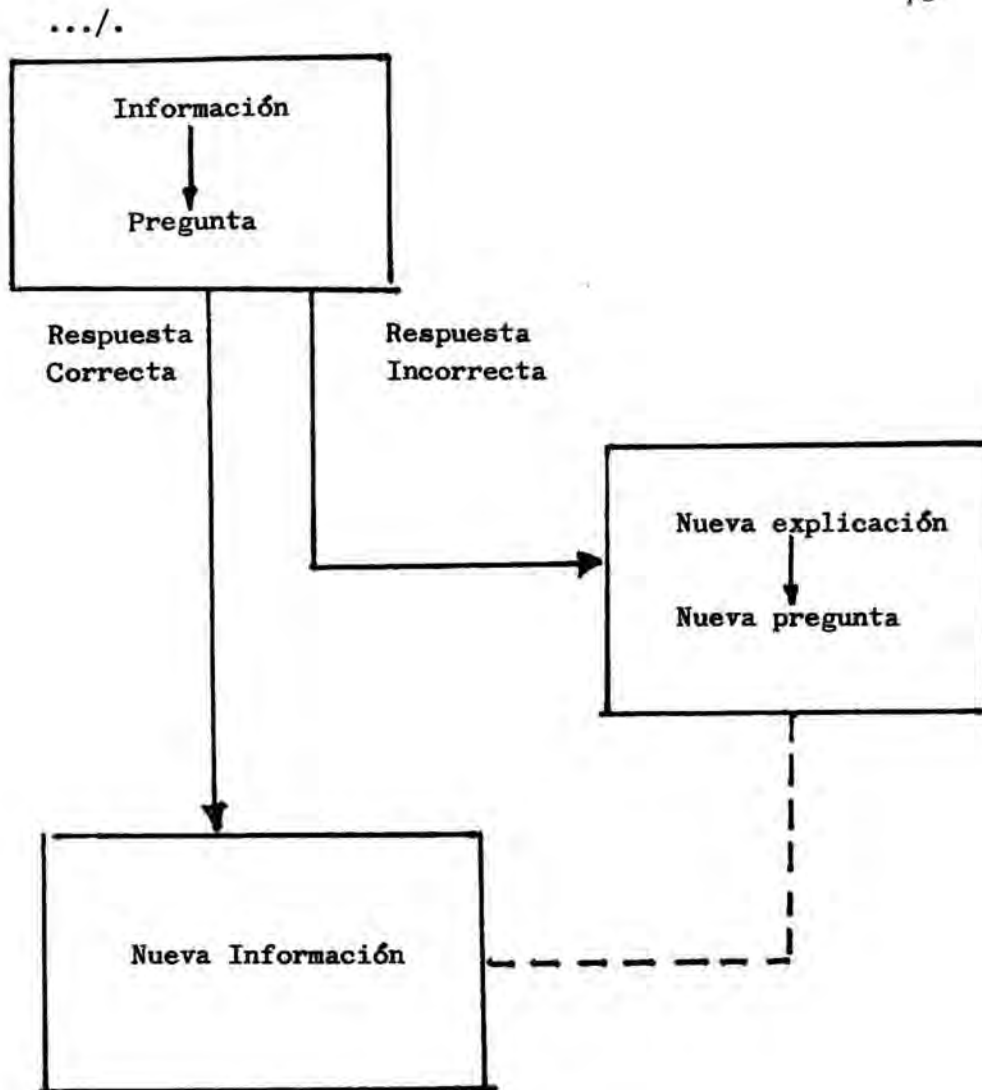 .../.
Información
Pregunta
Respuesta
Correcta
Respuesta
Incorrecta
Nueva explicación
Nueva pregunta
Nueva Información